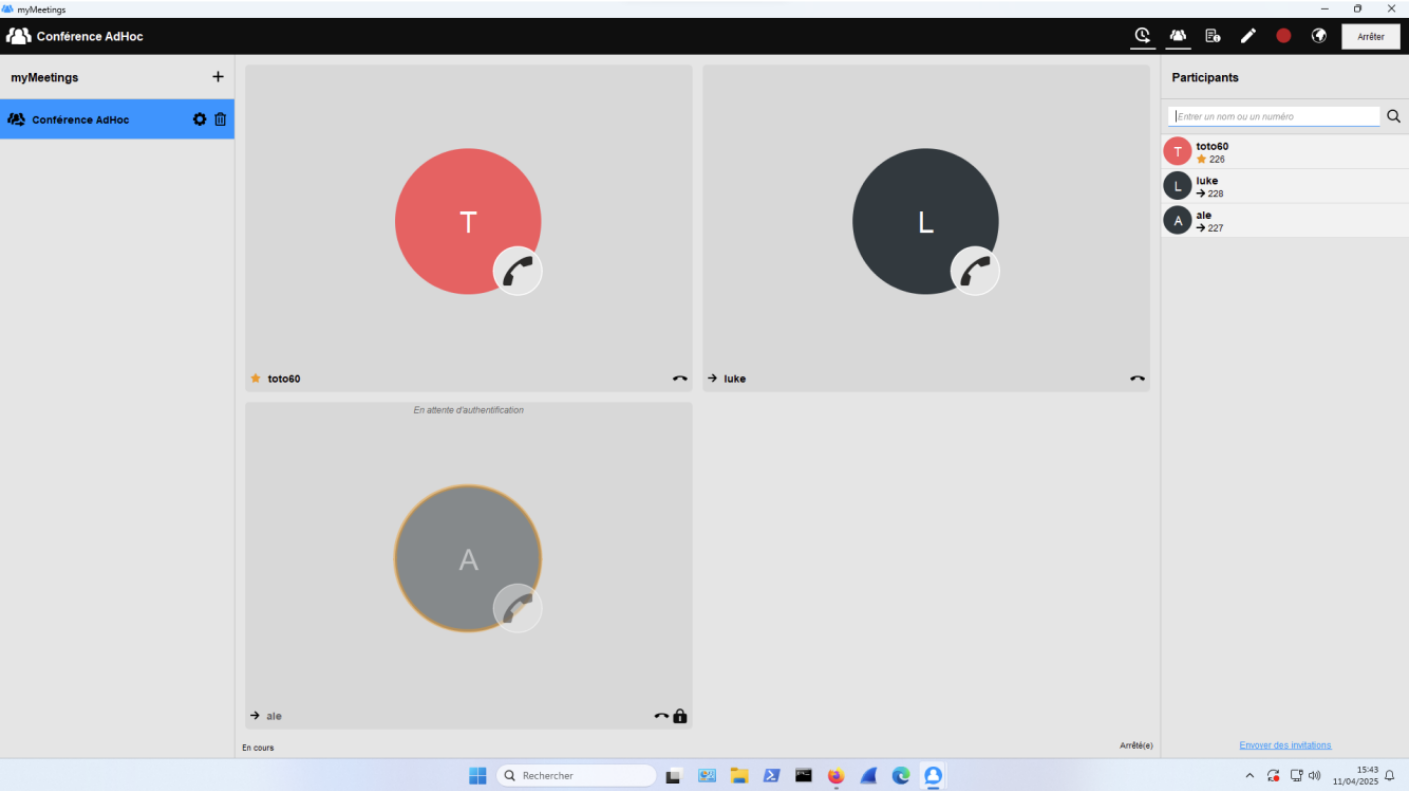 myMeetings
Conférence AdHoc
Arrêter
myMeetings
+
Conférence AdHoc
T
toto60
L
luke
En attente d'authentification
A
ale
En cours
Arrêté(e)
Participants
Entrer un nom ou un numéro
T
toto60
226
L
luke
228
A
ale
227
Envoyer des invitations
Rechercher
15:43
11/04/2025